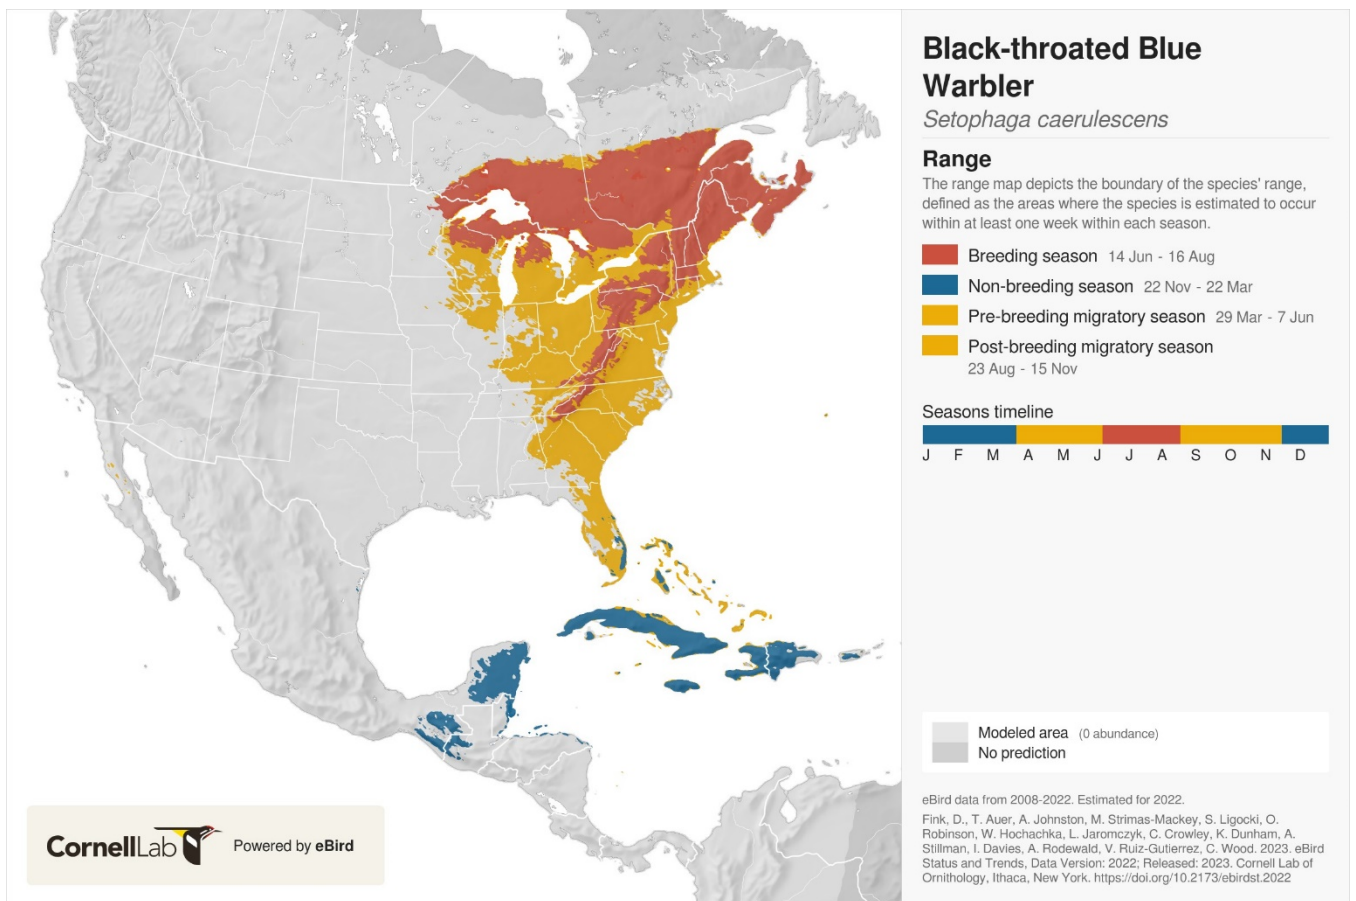 Black-throated Blue
Warbler
Setophaga caerulescens
Range
The range map depicts the boundary of the species' range,
defined as the areas where the species is estimated to occur
within at least one week within each season.
Breeding season 14 Jun - 16 Aug
Non-breeding season 22 Nov - 22 Mar
Pre-breeding migratory season 29 Mar - 7 Jun
Post-breeding migratory season
23 Aug - 15 Nov
Seasons timeline
J F M A M J J A S O N D
Modeled area (0 abundance)
No prediction
eBird data from 2008-2022. Estimated for 2022.
Fink, D., T. Auer, A. Johnston, M. Strimas-Mackey, S. Ligocki, O.
Robinson, W. Hochachka, L. Jaromczyk, C. Crowley, K. Dunham, A.
Stillman, I. Davies, A. Rodewald, V. Ruiz-Gutierrez, C. Wood. 2023. eBird
Status and Trends, Data Version: 2022; Released: 2023. Cornell Lab of
Ornithology, Ithaca, New York. https://doi.org/10.2173/ebirdst.2022
CornellLab Powered by eBird